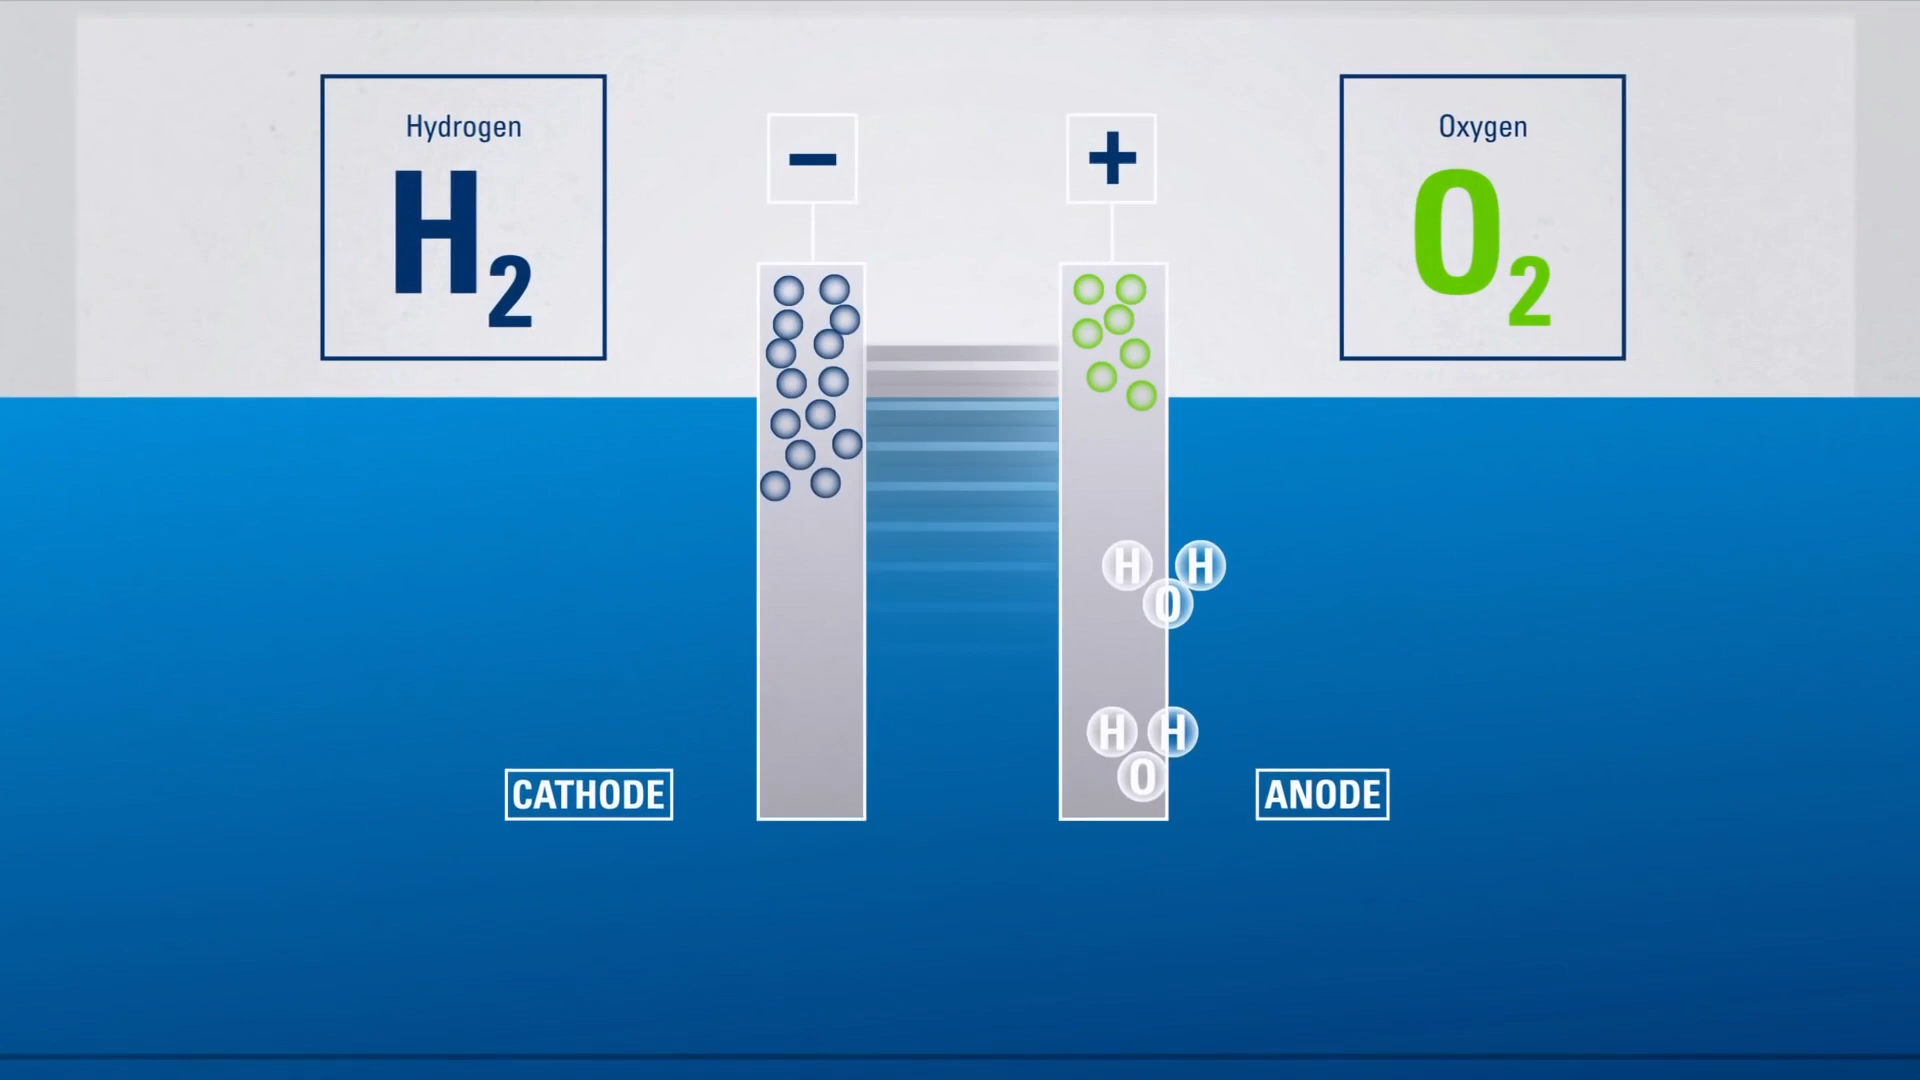 Hydrogen
H2
−
+
Oxygen
O2
H H
O
H H
O
CATHODE
ANODE